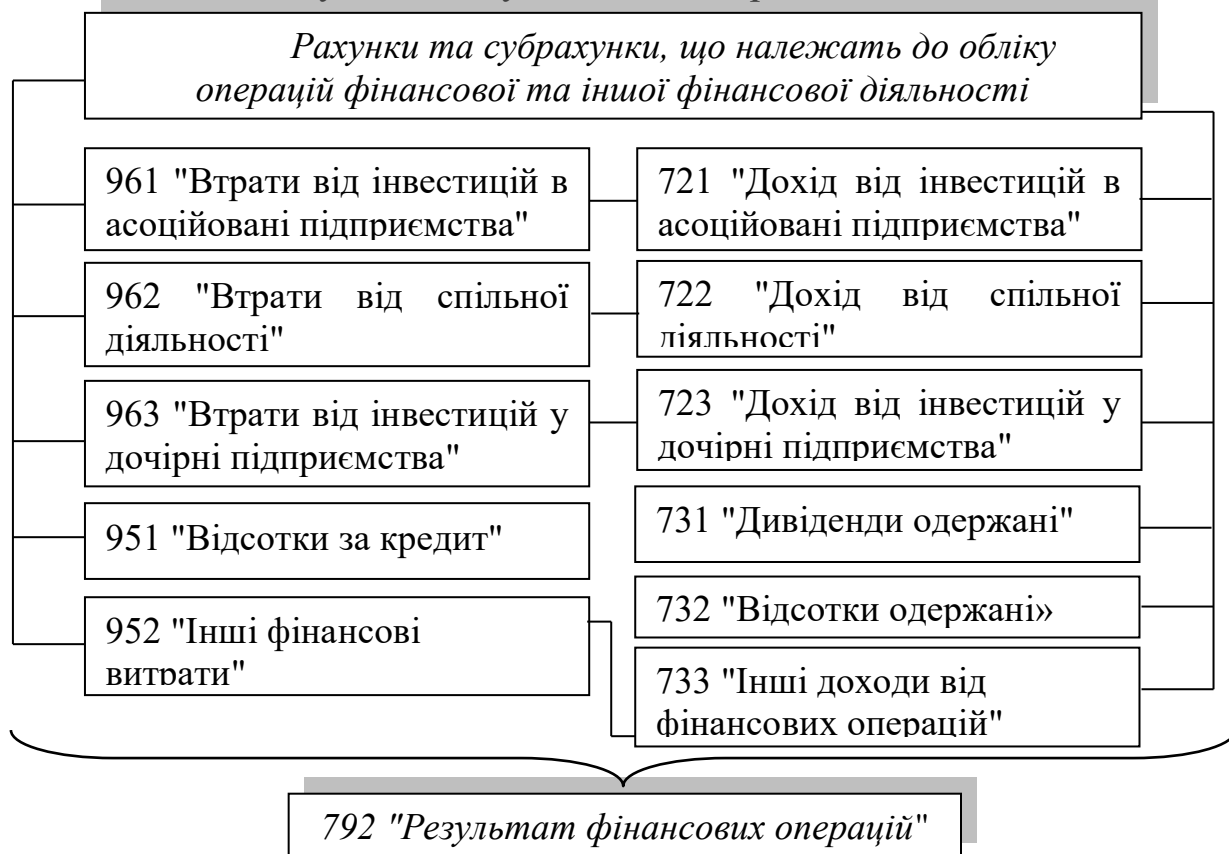 Рахунки та субрахунки, що належать до обліку
операцій фінансової та іншої фінансової діяльності
961 "Втрати від інвестицій в
асоційовані підприємства"
962 "Втрати від спільної
діяльності"
963 "Втрати від інвестицій у
дочірні підприємства"
951 "Відсотки за кредит"
952 "Інші фінансові
витрати"
721 "Дохід від інвестицій в
асоційовані підприємства"
722 "Дохід від спільної
діяльності"
723 "Дохід від інвестицій у
дочірні підприємства"
731 "Дивіденди одержані"
732 "Відсотки одержані»
733 "Інші доходи від
фінансових операцій"
792 "Результат фінансових операцій"